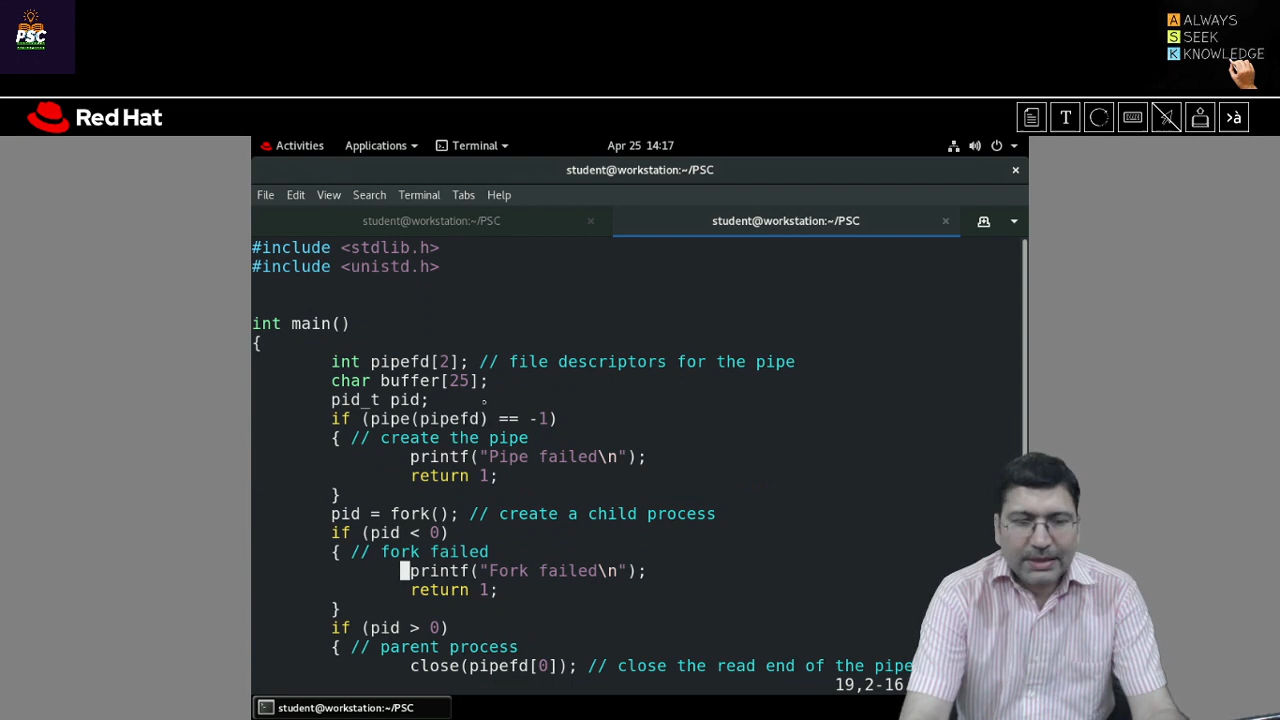 PSC
A ALWAYS
S SEEK
K KNOWLEDGE
Red Hat
Activities Applications Terminal Apr 25 14:17
student@workstation:~/PSC
File Edit View Search Terminal Tabs Help
student@workstation:~/PSC student@workstation:~/PSC
#include <stdlib.h>
#include <unistd.h>
int main()
{
int pipefd[2]; // file descriptors for the pipe
char buffer[25];
pid_t pid;
if (pipe(pipefd) == -1)
{ // create the pipe
printf("Pipe failed\n");
return 1;
}
pid = fork(); // create a child process
if (pid < 0)
{ // fork failed
printf("Fork failed\n");
return 1;
}
if (pid > 0)
{ // parent process
close(pipefd[0]); // close the read end of the pipe
19,2-16
student@workstation:~/PSC